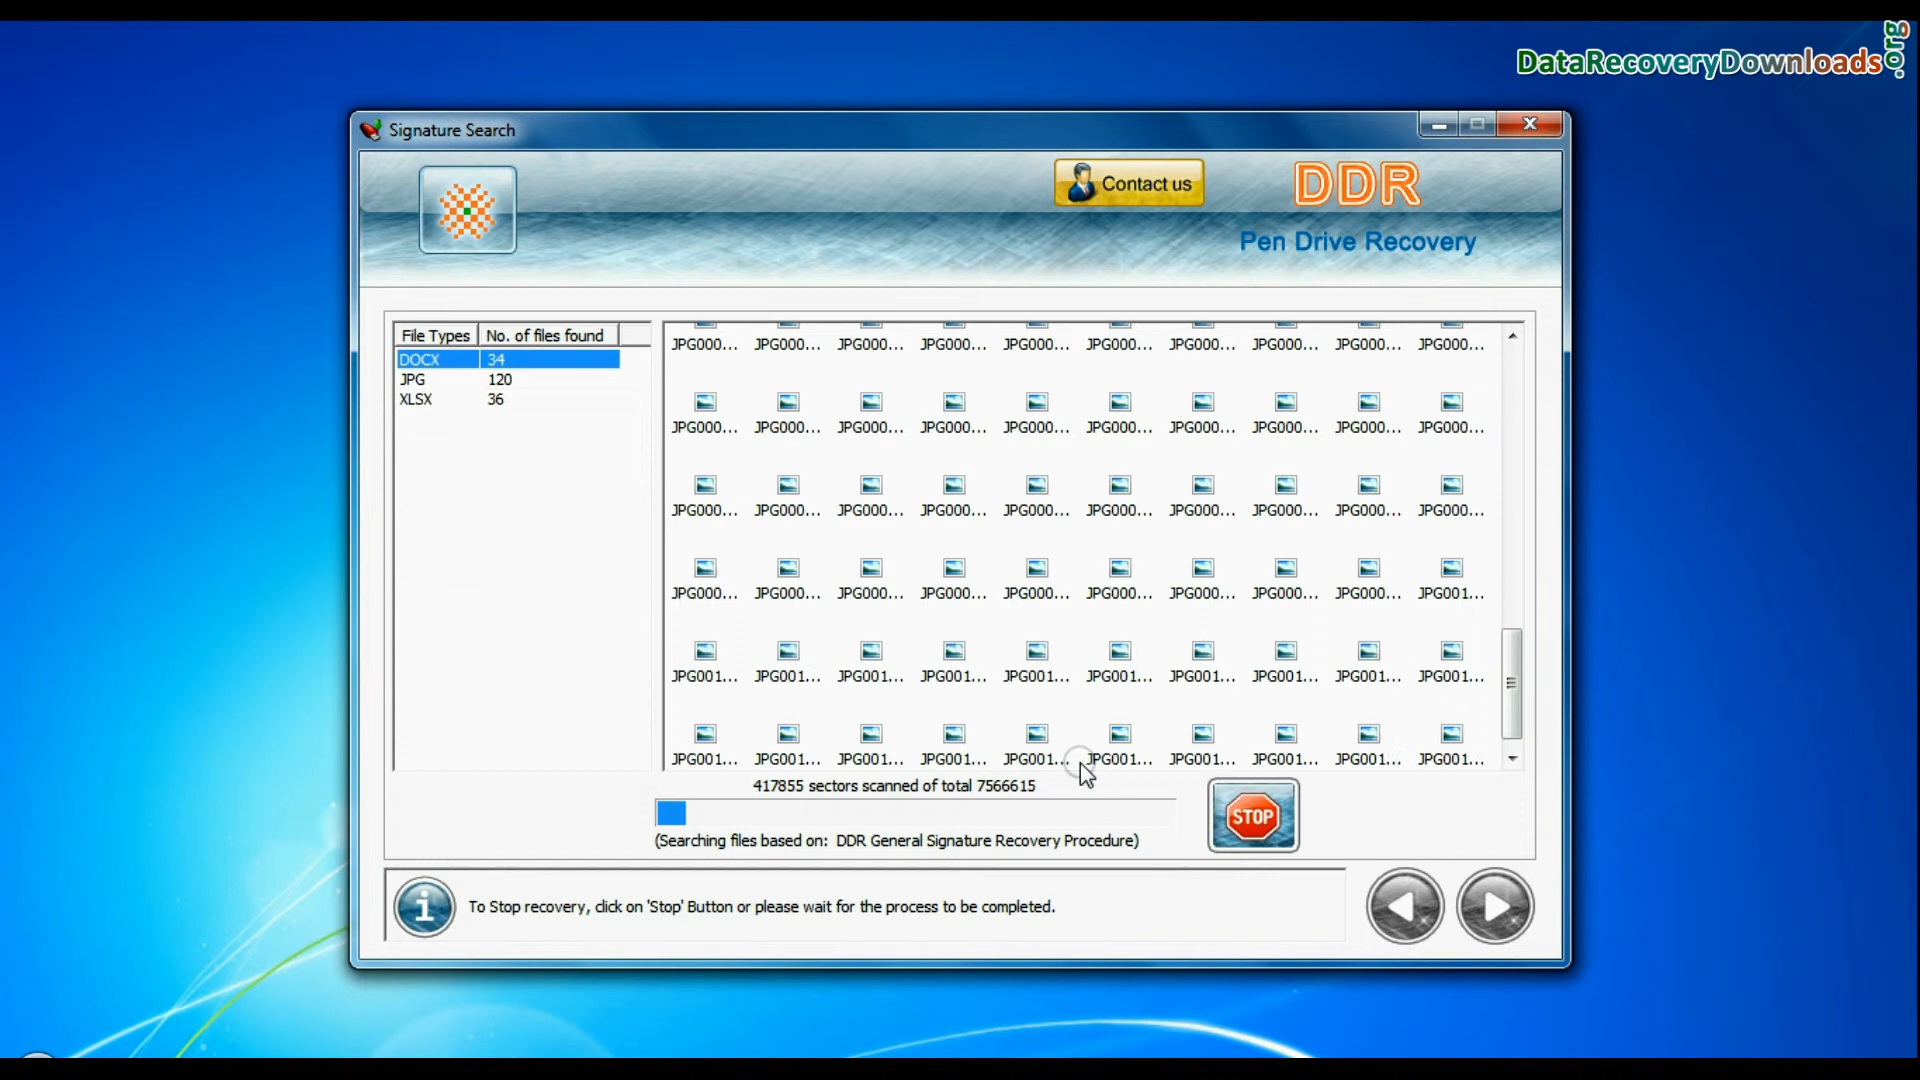 DataRecoveryDownloads.org
Signature Search
Contact us
DDR
Pen Drive Recovery
File Types No. of files found
DOCX 34
JPG 120
XLSX 36
JPG000... JPG000... JPG000... JPG000... JPG000... JPG000... JPG000... JPG000... JPG000... JPG000...
JPG000... JPG000... JPG000... JPG000... JPG000... JPG000... JPG000... JPG000... JPG000... JPG000...
JPG000... JPG000... JPG000... JPG000... JPG000... JPG000... JPG000... JPG000... JPG000... JPG000...
JPG000... JPG000... JPG000... JPG000... JPG000... JPG000... JPG000... JPG000... JPG000... JPG001...
JPG001... JPG001... JPG001... JPG001... JPG001... JPG001... JPG001... JPG001... JPG001... JPG001...
JPG001... JPG001... JPG001... JPG001... JPG001... JPG001... JPG001... JPG001... JPG001... JPG001...
417855 sectors scanned of total 7566615
STOP
(Searching files based on: DDR General Signature Recovery Procedure)
To Stop recovery, click on 'Stop' Button or please wait for the process to be completed.